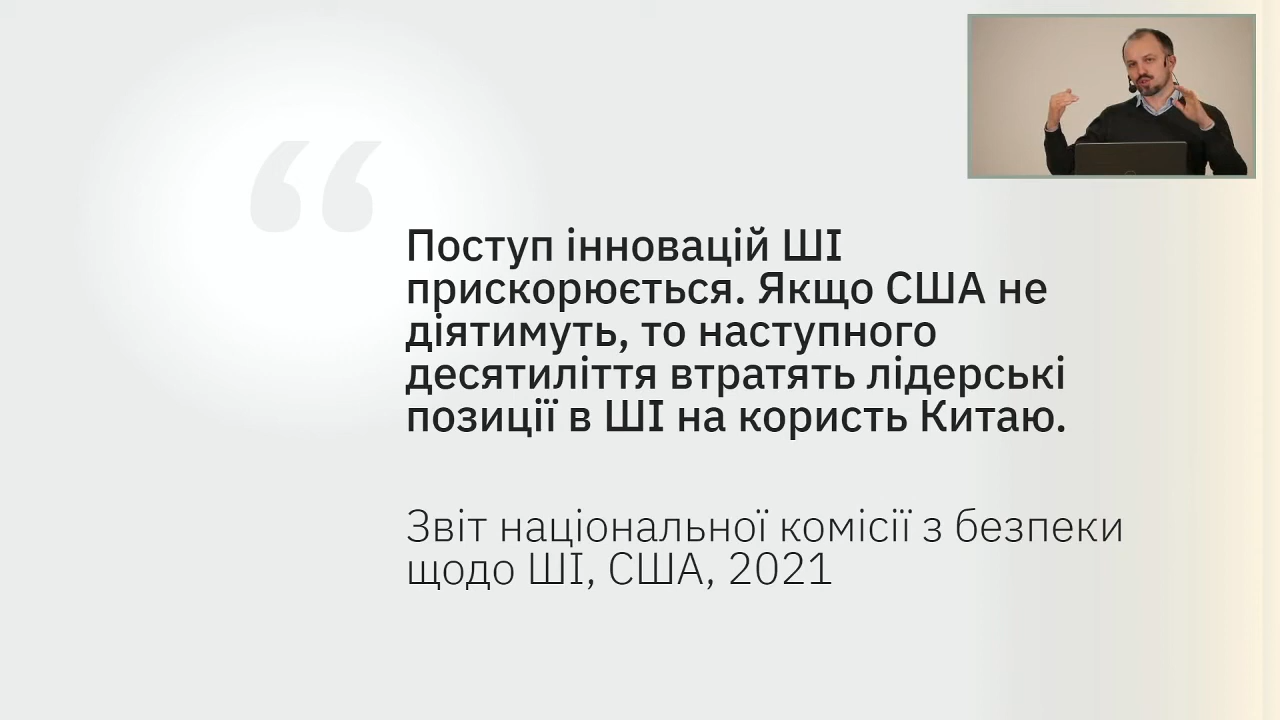 “
Поступ інновацій ШІ
прискорюється. Якщо США не
діятимуть, то наступного
десятиліття втратять лідерські
позиції в ШІ на користь Китаю.
Звіт національної комісії з безпеки
щодо ШІ, США, 2021